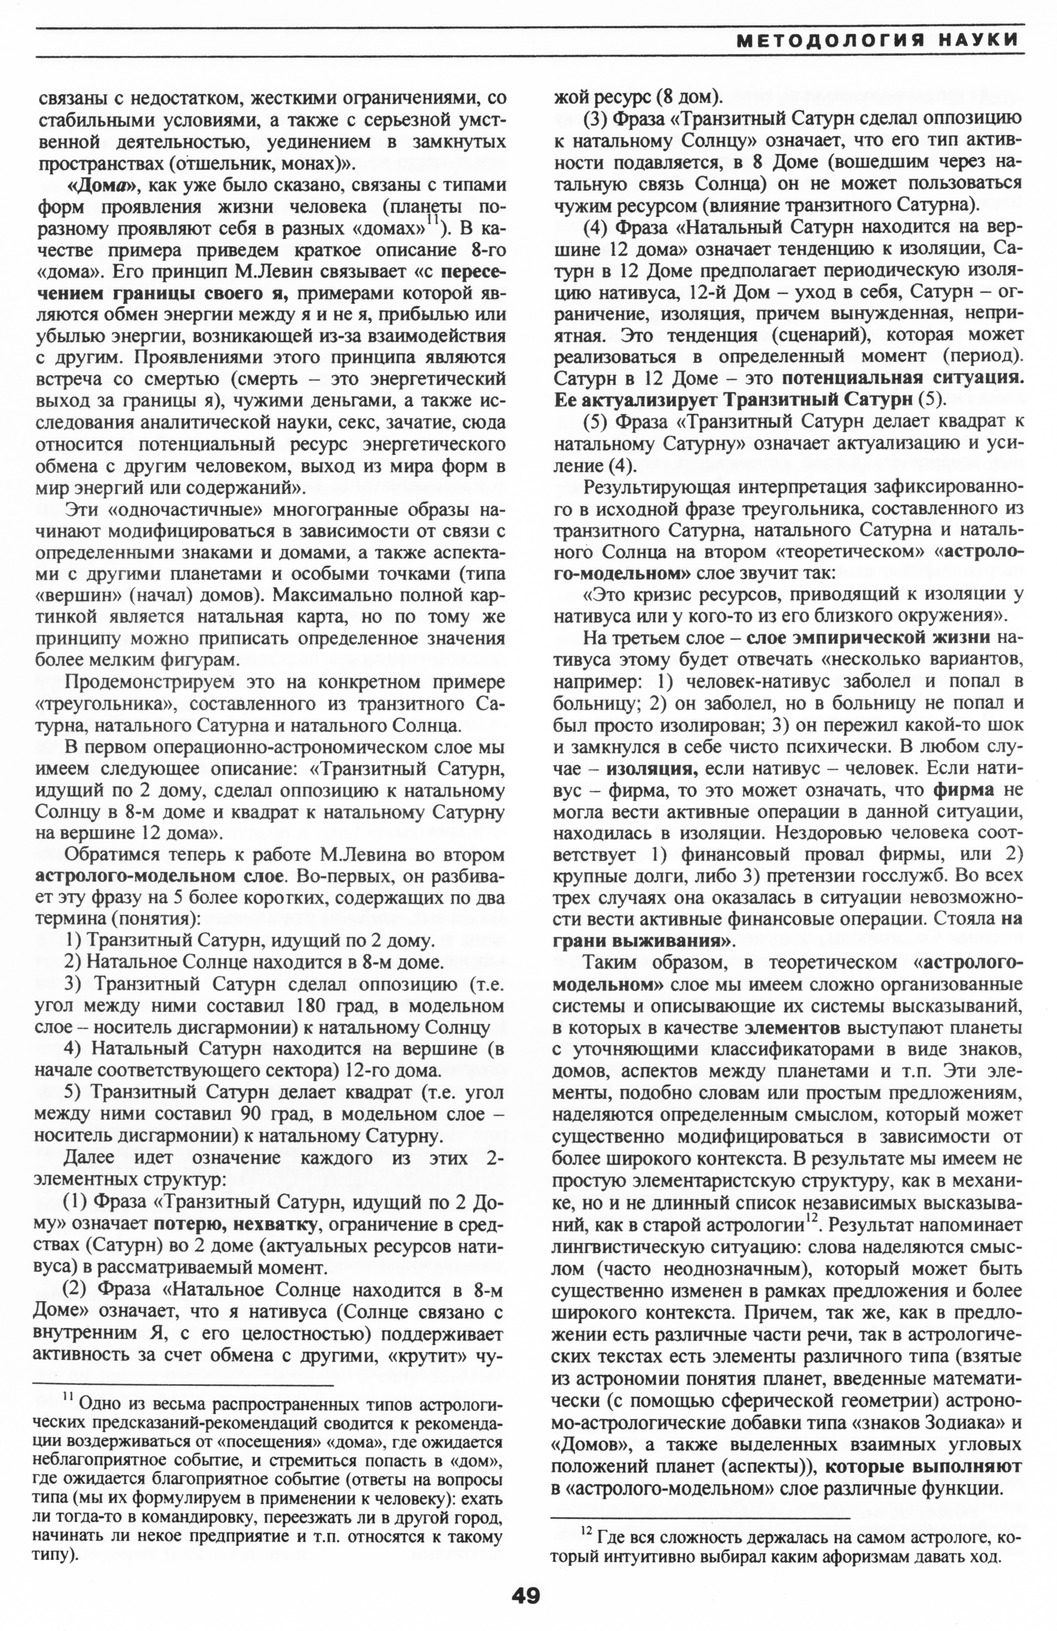 МЕТОДОЛОГИЯ НАУКИ
связаны с недостатком, жесткими ограничениями, со
стабильными условиями, а также с серьезной умст-
венной деятельностью, уединением в замкнутых
пространствах (отшельник, монах)».
«Дома», как уже было сказано, связаны с типами
форм проявления жизни человека (планеты по-
разному проявляют себя в разных «домах»11). В ка-
честве примера приведем краткое описание 8-го
«дома». Его принцип М.Левин связывает «с пересе-
чением границы своего я, примерами которой яв-
ляются обмен энергии между я и не я, прибылью или
убылью энергии, возникающей из-за взаимодействия
с другим. Проявлениями этого принципа являются
встреча со смертью (смерть – это энергетический
выход за границы я), чужими деньгами, а также ис-
следования аналитической науки, секс, зачатие, сюда
относится потенциальный ресурс энергетического
обмена с другим человеком, выход из мира форм в
мир энергий или содержаний».
Эти «одночастичные» многогранные образы на-
чинают модифицироваться в зависимости от связи с
определенными знаками и домами, а также аспекта-
ми с другими планетами и особыми точками (типа
«вершин» (начал) домов). Максимально полной кар-
тинкой является натальная карта, но по тому же
принципу можно приписать определенное значения
более мелким фигурам.
Продемонстрируем это на конкретном примере
«треугольника», составленного из транзитного Са-
турна, натального Сатурна и натального Солнца.
В первом операционно-астрономическом слое мы
имеем следующее описание: «Транзитный Сатурн,
идущий по 2 дому, сделал оппозицию к натальному
Солнцу в 8-м доме и квадрат к натальному Сатурну
на вершине 12 дома».
Обратимся теперь к работе М.Левина во втором
астролого-модельном слое. Во-первых, он разбива-
ет эту фразу на 5 более коротких, содержащих по два
термина (понятия):
1) Транзитный Сатурн, идущий по 2 дому.
2) Натальное Солнце находится в 8-м доме.
3) Транзитный Сатурн сделал оппозицию (т.е.
угол между ними составил 180 град, в модельном
слое – носитель дисгармонии) к натальному Солнцу
4) Натальный Сатурн находится на вершине (в
начале соответствующего сектора) 12-го дома.
5) Транзитный Сатурн делает квадрат (т.е. угол
между ними составил 90 град, в модельном слое –
носитель дисгармонии) к натальному Сатурну.
Далее идет означение каждого из этих 2-
элементных структур:
(1) Фраза «Транзитный Сатурн, идущий по 2 До-
му» означает потерю, нехватку, ограничение в сред-
ствах (Сатурн) во 2 доме (актуальных ресурсов нати-
вуса) в рассматриваемый момент.
(2) Фраза «Натальное Солнце находится в 8-м
Доме» означает, что я нативуса (Солнце связано с
внутренним Я, с его целостностью) поддерживает
активность за счет обмена с другими, «крутит» чу-
11 Одно из весьма распространенных типов астрологи-
ческих предсказаний-рекомендаций сводится к рекоменда-
ции воздерживаться от «посещения» «дома», где ожидается
неблагоприятное событие, и стремиться попасть в «дом»,
где ожидается благоприятное событие (ответы на вопросы
типа (мы их формулируем в применении к человеку): ехать
ли тогда-то в командировку, переезжать ли в другой город,
начинать ли некое предприятие и т.п. относятся к такому
типу).
жой ресурс (8 дом).
(3) Фраза «Транзитный Сатурн сделал оппозицию
к натальному Солнцу» означает, что его тип актив-
ности подавляется, в 8 Доме (вошедшим через на-
тальную связь Солнца) он не может пользоваться
чужим ресурсом (влияние транзитного Сатурна).
(4) Фраза «Натальный Сатурн находится на вер-
шине 12 дома» означает тенденцию к изоляции, Са-
турн в 12 Доме предполагает периодическую изоля-
цию нативуса, 12-й Дом – уход в себя, Сатурн – ог-
раничение, изоляция, причем вынужденная, непри-
ятная. Это тенденция (сценарий), которая может
реализоваться в определенный момент (период).
Сатурн в 12 Доме – это потенциальная ситуация.
Ее актуализирует Транзитный Сатурн (5).
(5) Фраза «Транзитный Сатурн делает квадрат к
натальному Сатурну» означает актуализацию и уси-
ление (4).
Результирующая интерпретация зафиксированно-
го в исходной фразе треугольника, составленного из
транзитного Сатурна, натального Сатурна и наталь-
ного Солнца на втором «теоретическом» «астроло-
го-модельном» слое звучит так:
«Это кризис ресурсов, приводящий к изоляции у
нативуса или у кого-то из его близкого окружения».
На третьем слое – слое эмпирической жизни на-
тивуса этому будет отвечать «несколько вариантов,
например: 1) человек-нативус заболел и попал в
больницу; 2) он заболел, но в больницу не попал и
был просто изолирован; 3) он пережил какой-то шок
и замкнулся в себе чисто психически. В любом слу-
чае – изоляция, если нативус – человек. Если нати-
вус – фирма, то это может означать, что фирма не
могла вести активные операции в данной ситуации,
находилась в изоляции. Нездоровью человека соот-
ветствует 1) финансовый провал фирмы, или 2)
крупные долги, либо 3) претензии госслужб. Во всех
трех случаях она оказалась в ситуации невозможно-
сти вести активные финансовые операции. Стояла на
грани выживания».
Таким образом, в теоретическом «астролого-
модельном» слое мы имеем сложно организованные
системы и описывающие их системы высказываний,
в которых в качестве элементов выступают планеты
с уточняющими классификаторами в виде знаков,
домов, аспектов между планетами и т.п. Эти эле-
менты, подобно словам или простым предложениям,
наделяются определенным смыслом, который может
существенно модифицироваться в зависимости от
более широкого контекста. В результате мы имеем не
простую элементаристскую структуру, как в механи-
ке, но и не длинный список независимых высказыва-
ний, как в старой астрологии12. Результат напоминает
лингвистическую ситуацию: слова наделяются смыс-
лом (часто неоднозначным), который может быть
существенно изменен в рамках предложения и более
широкого контекста. Причем, так же, как в предло-
жении есть различные части речи, так в астрологиче-
ских текстах есть элементы различного типа (взятые
из астрономии понятия планет, введенные математи-
чески (с помощью сферической геометрии) астроно-
мо-астрологические добавки типа «знаков Зодиака» и
«Домов», а также выделенных взаимных угловых
положений планет (аспекты)), которые выполняют
в «астролого-модельном» слое различные функции.
12 Где вся сложность держалась на самом астрологе, ко-
торый интуитивно выбирал каким афоризмам давать ход.
49